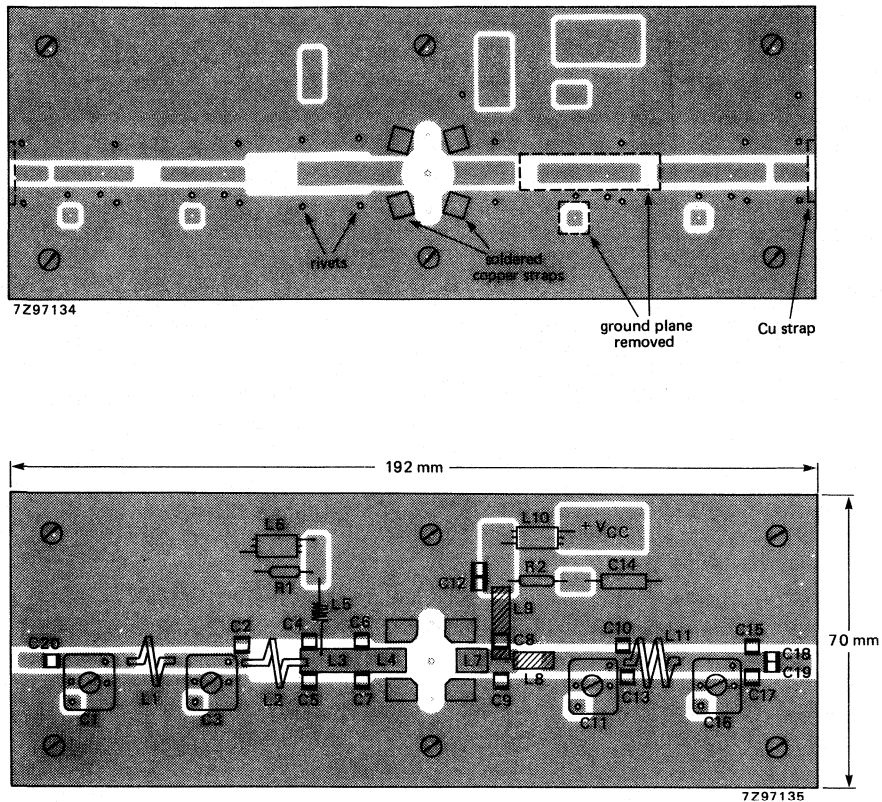 rivets
soldered
copper straps
7Z97134
ground plane
removed
Cu strap
192 mm
L6
L10
+ VCC
R1
C12
R2
C14
L5
L9
C20
C2
C4
C6
C8
C10
L11
C15
L3
L4
L7
C18
70 mm
L8
C19
C1
L1
C3
L2
C5
C7
C9
C11
C13
C16
C17
7Z97135